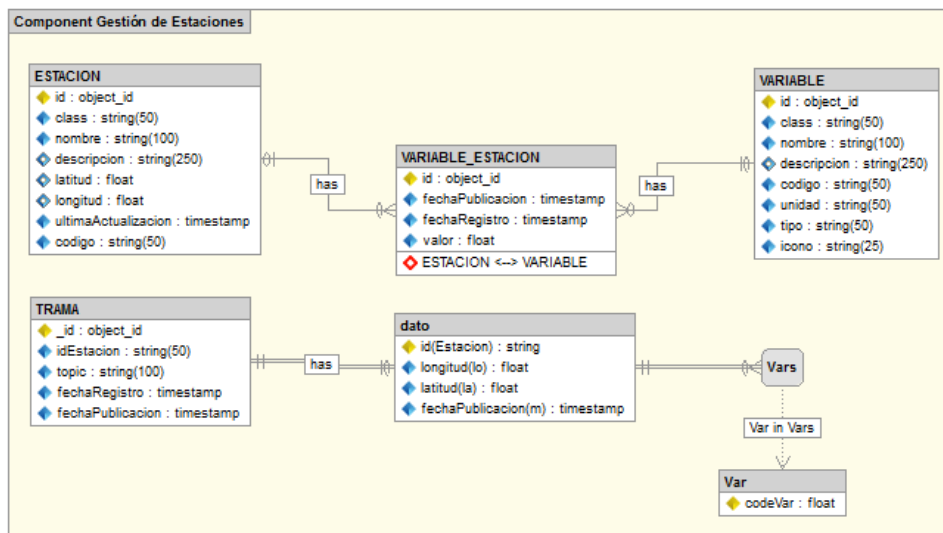 Component Gestión de Estaciones
ESTACION
id : object_id
class : string(50)
nombre : string(100)
descripcion : string(250)
latitud : float
longitud : float
ultimaActualizacion : timestamp
codigo : string(50)
has
VARIABLE_ESTACION
id : object_id
fechaPublicacion : timestamp
fechaRegistro : timestamp
valor : float
ESTACION <--> VARIABLE
has
VARIABLE
id : object_id
class : string(50)
nombre : string(100)
descripcion : string(250)
codigo : string(50)
unidad : string(50)
tipo : string(50)
icono : string(25)
TRAMA
_id : object_id
idEstacion : string(50)
topic : string(100)
fechaRegistro : timestamp
fechaPublicacion : timestamp
has
dato
id(Estacion) : string
longitud(lo) : float
latitud(la) : float
fechaPublicacion(m) : timestamp
Vars
Var in Vars
Var
codeVar : float